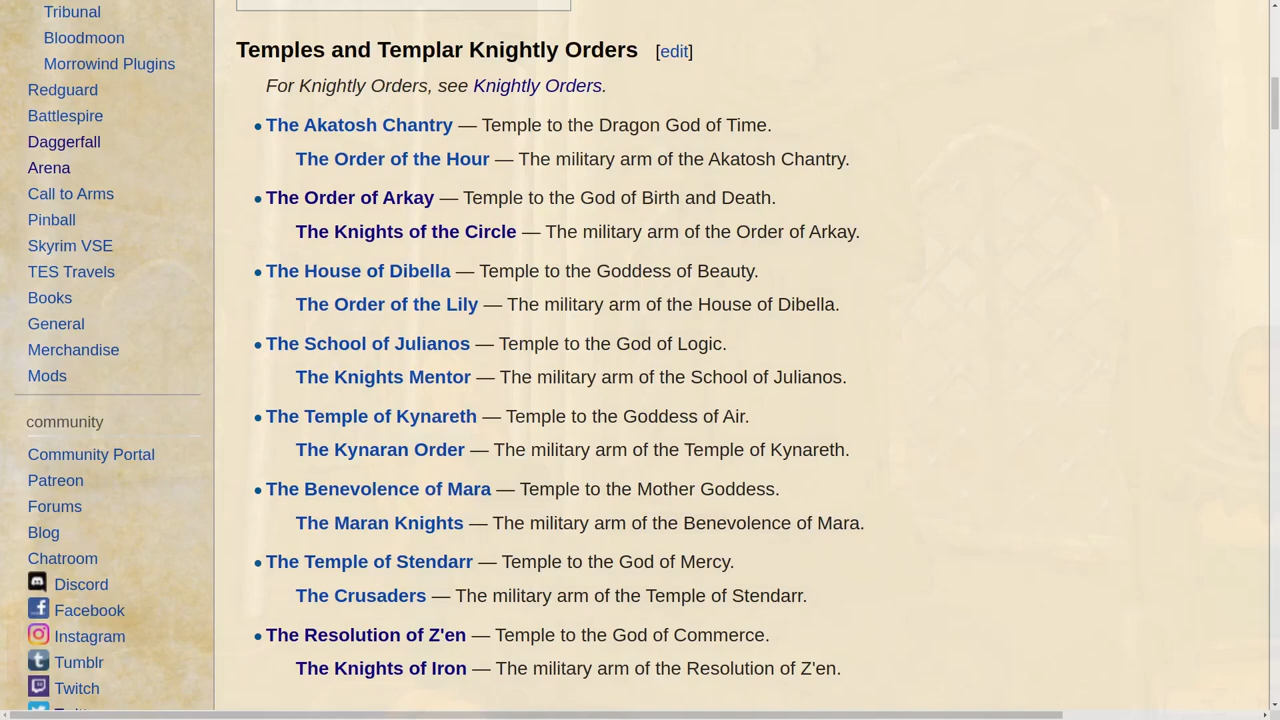 Tribunal
Bloodmoon
Morrowind Plugins
Redguard
Battlespire
Daggerfall
Arena
Call to Arms
Pinball
Skyrim VSE
TES Travels
Books
General
Merchandise
Mods
community
Community Portal
Patreon
Forums
Blog
Chatroom
Discord
Facebook
Instagram
Tumblr
Twitch
Temples and Templar Knightly Orders [edit]
For Knightly Orders, see Knightly Orders.
The Akatosh Chantry — Temple to the Dragon God of Time.
The Order of the Hour — The military arm of the Akatosh Chantry.
The Order of Arkay — Temple to the God of Birth and Death.
The Knights of the Circle — The military arm of the Order of Arkay.
The House of Dibella — Temple to the Goddess of Beauty.
The Order of the Lily — The military arm of the House of Dibella.
The School of Julianos — Temple to the God of Logic.
The Knights Mentor — The military arm of the School of Julianos.
The Temple of Kynareth — Temple to the Goddess of Air.
The Kynaran Order — The military arm of the Temple of Kynareth.
The Benevolence of Mara — Temple to the Mother Goddess.
The Maran Knights — The military arm of the Benevolence of Mara.
The Temple of Stendarr — Temple to the God of Mercy.
The Crusaders — The military arm of the Temple of Stendarr.
The Resolution of Z'en — Temple to the God of Commerce.
The Knights of Iron — The military arm of the Resolution of Z'en.